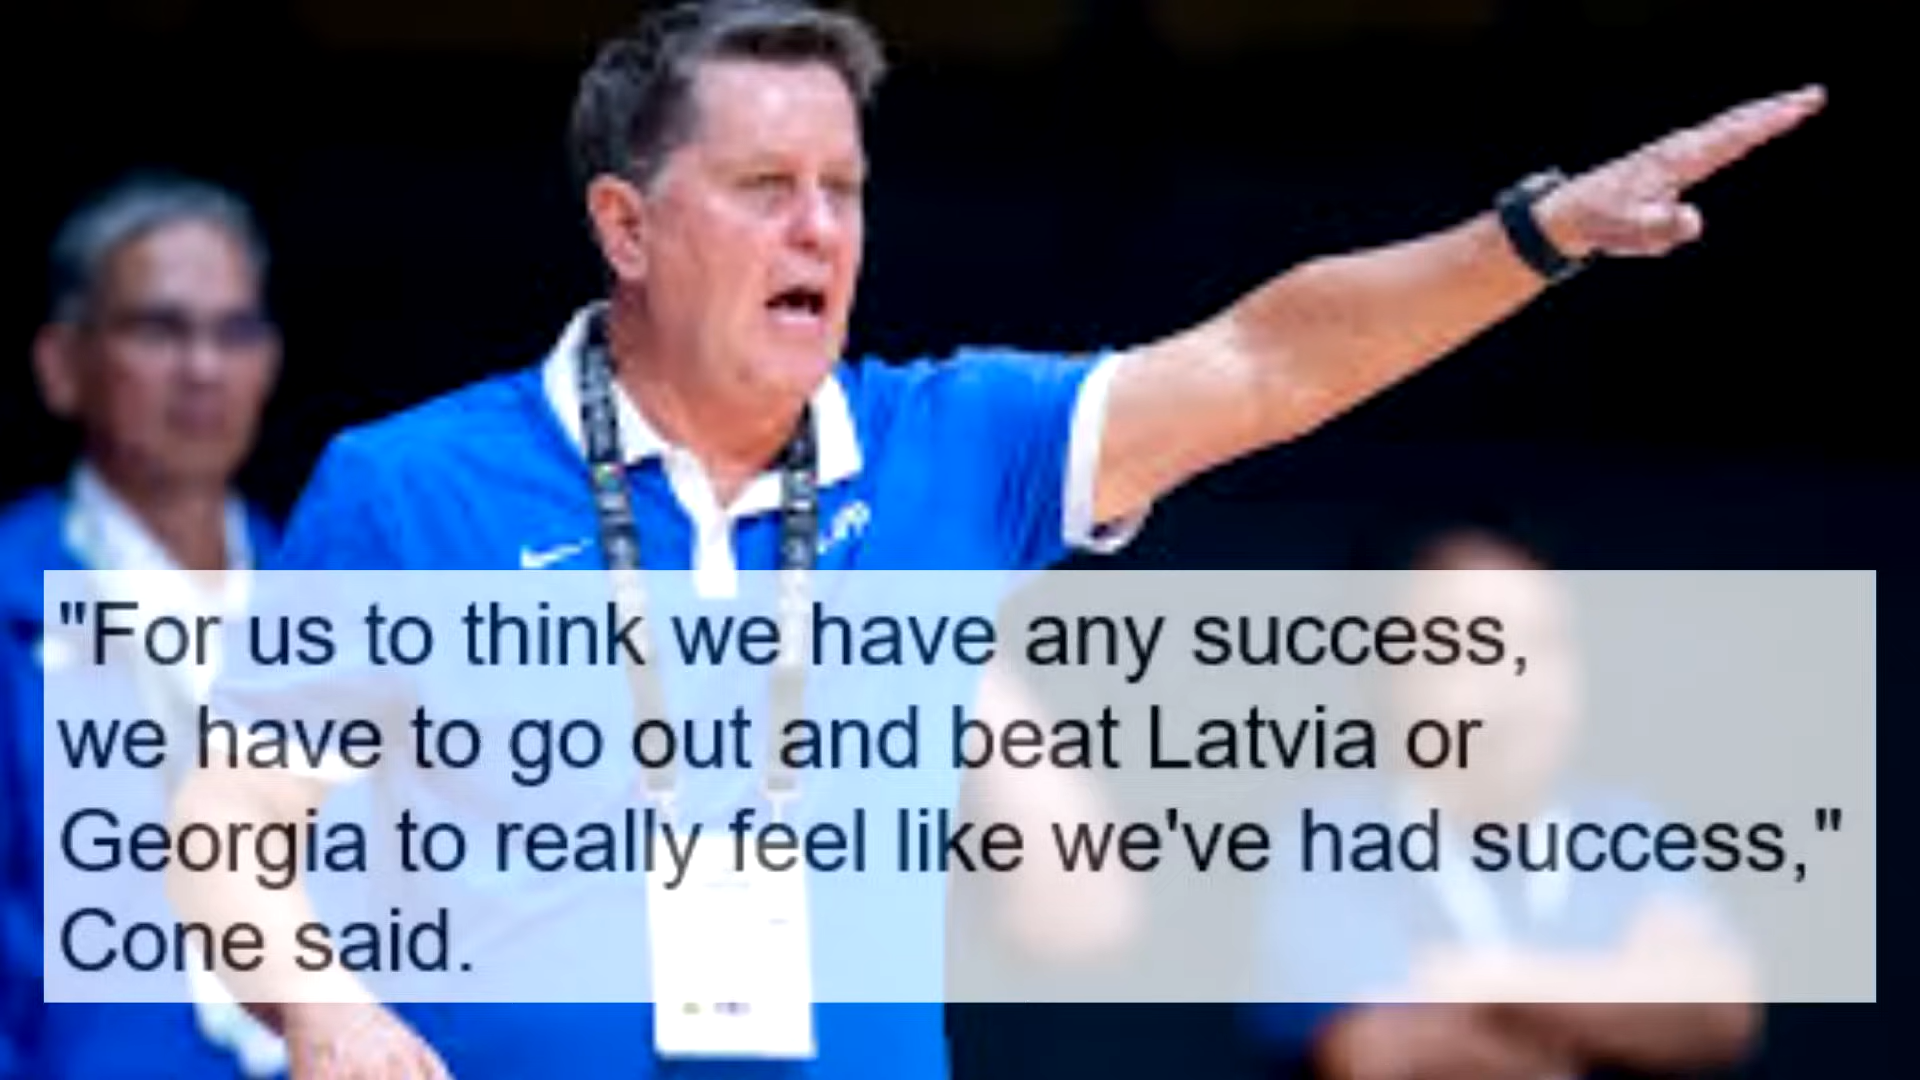 "For us to think we have any success,
we have to go out and beat Latvia or
Georgia to really feel like we've had success,"
Cone said.